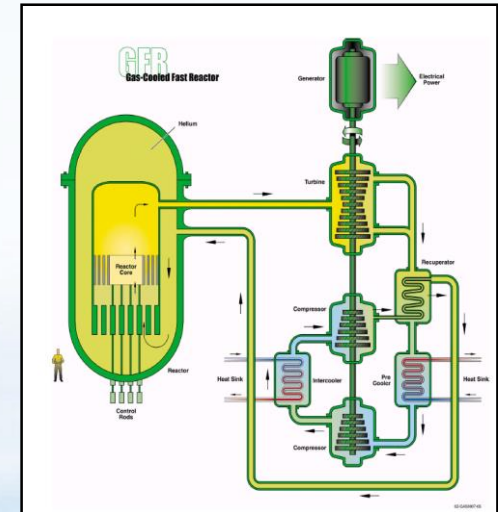 GFR
Gas-Cooled Fast Reactor
Generator
Electrical
Power
Helium
Turbine
Recuperator
Reactor
Core
Compressor
Heat Sink
Intercooler
Pre
Cooler
Heat Sink
Reactor
Control
Rods
Compressor